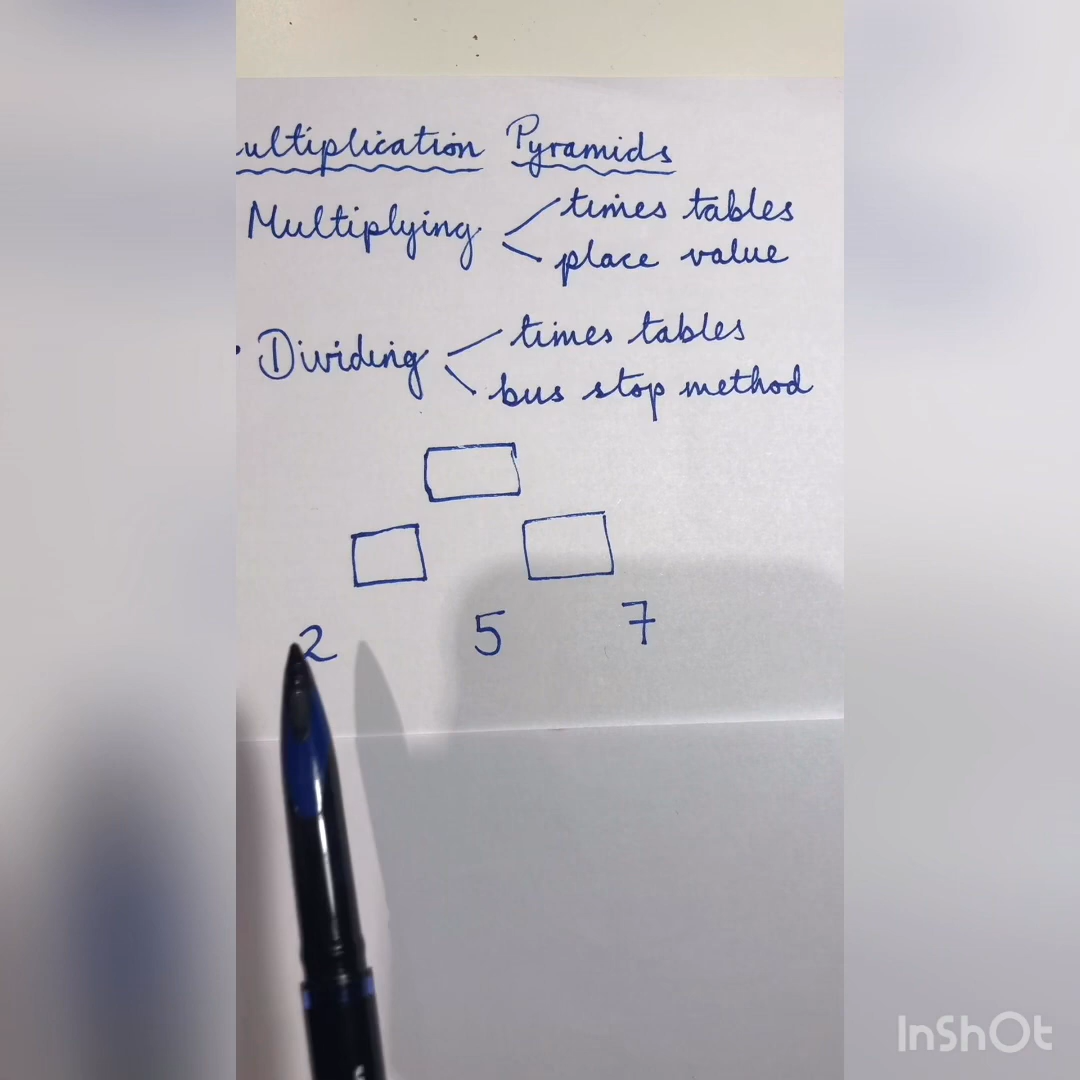 ultiplication Pyramids
Multiplying times tables
place value
• Dividing times tables
bus stop method
2 5 7
InShOt